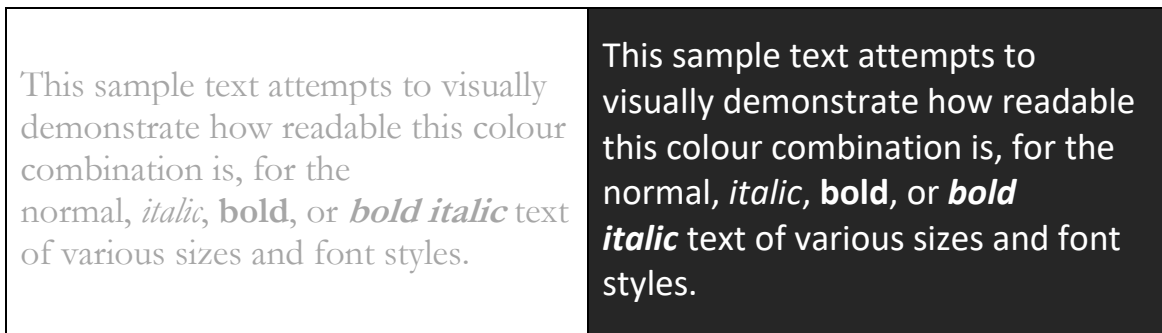 This sample text attempts to visually
demonstrate how readable this colour
combination is, for the
normal, italic, bold, or bold italic text
of various sizes and font styles.
This sample text attempts to
visually demonstrate how readable
this colour combination is, for the
normal, italic, bold, or bold
italic text of various sizes and font
styles.